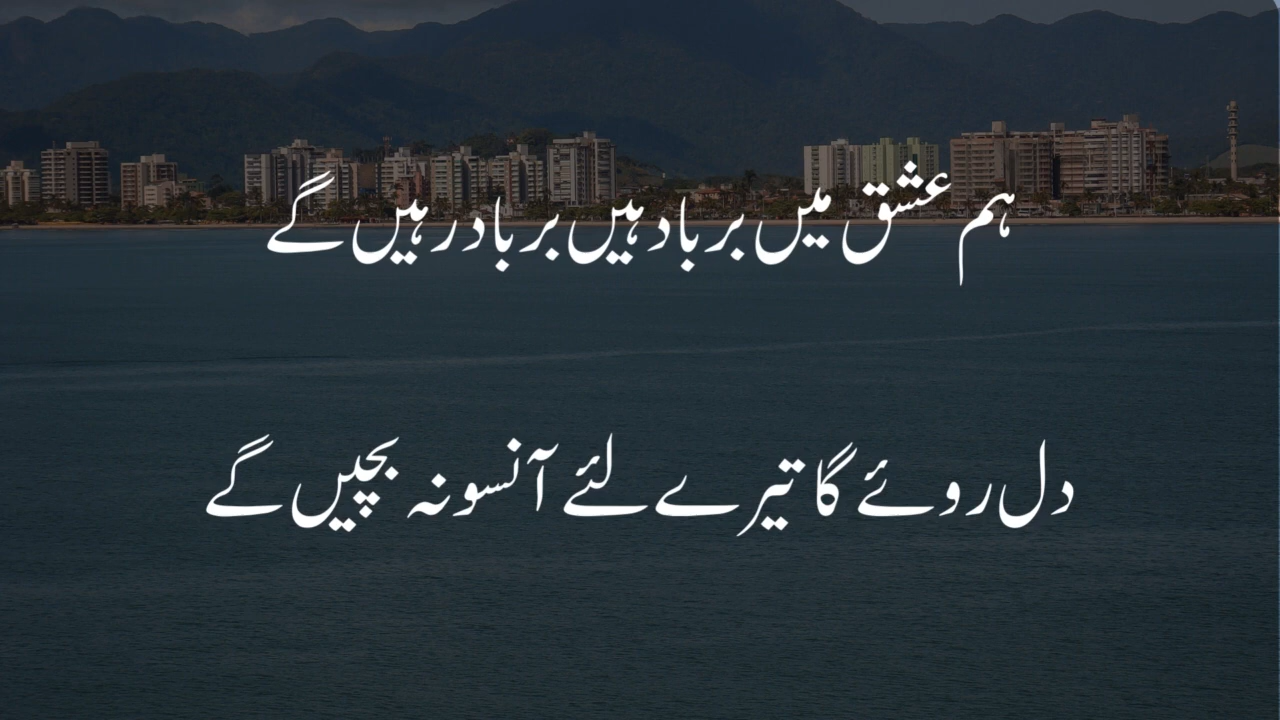 ہم عشق میں برباد ہیں برباد رہیں گے
دل روئے گا تیرے لئے آنسو نہ بچیں گے